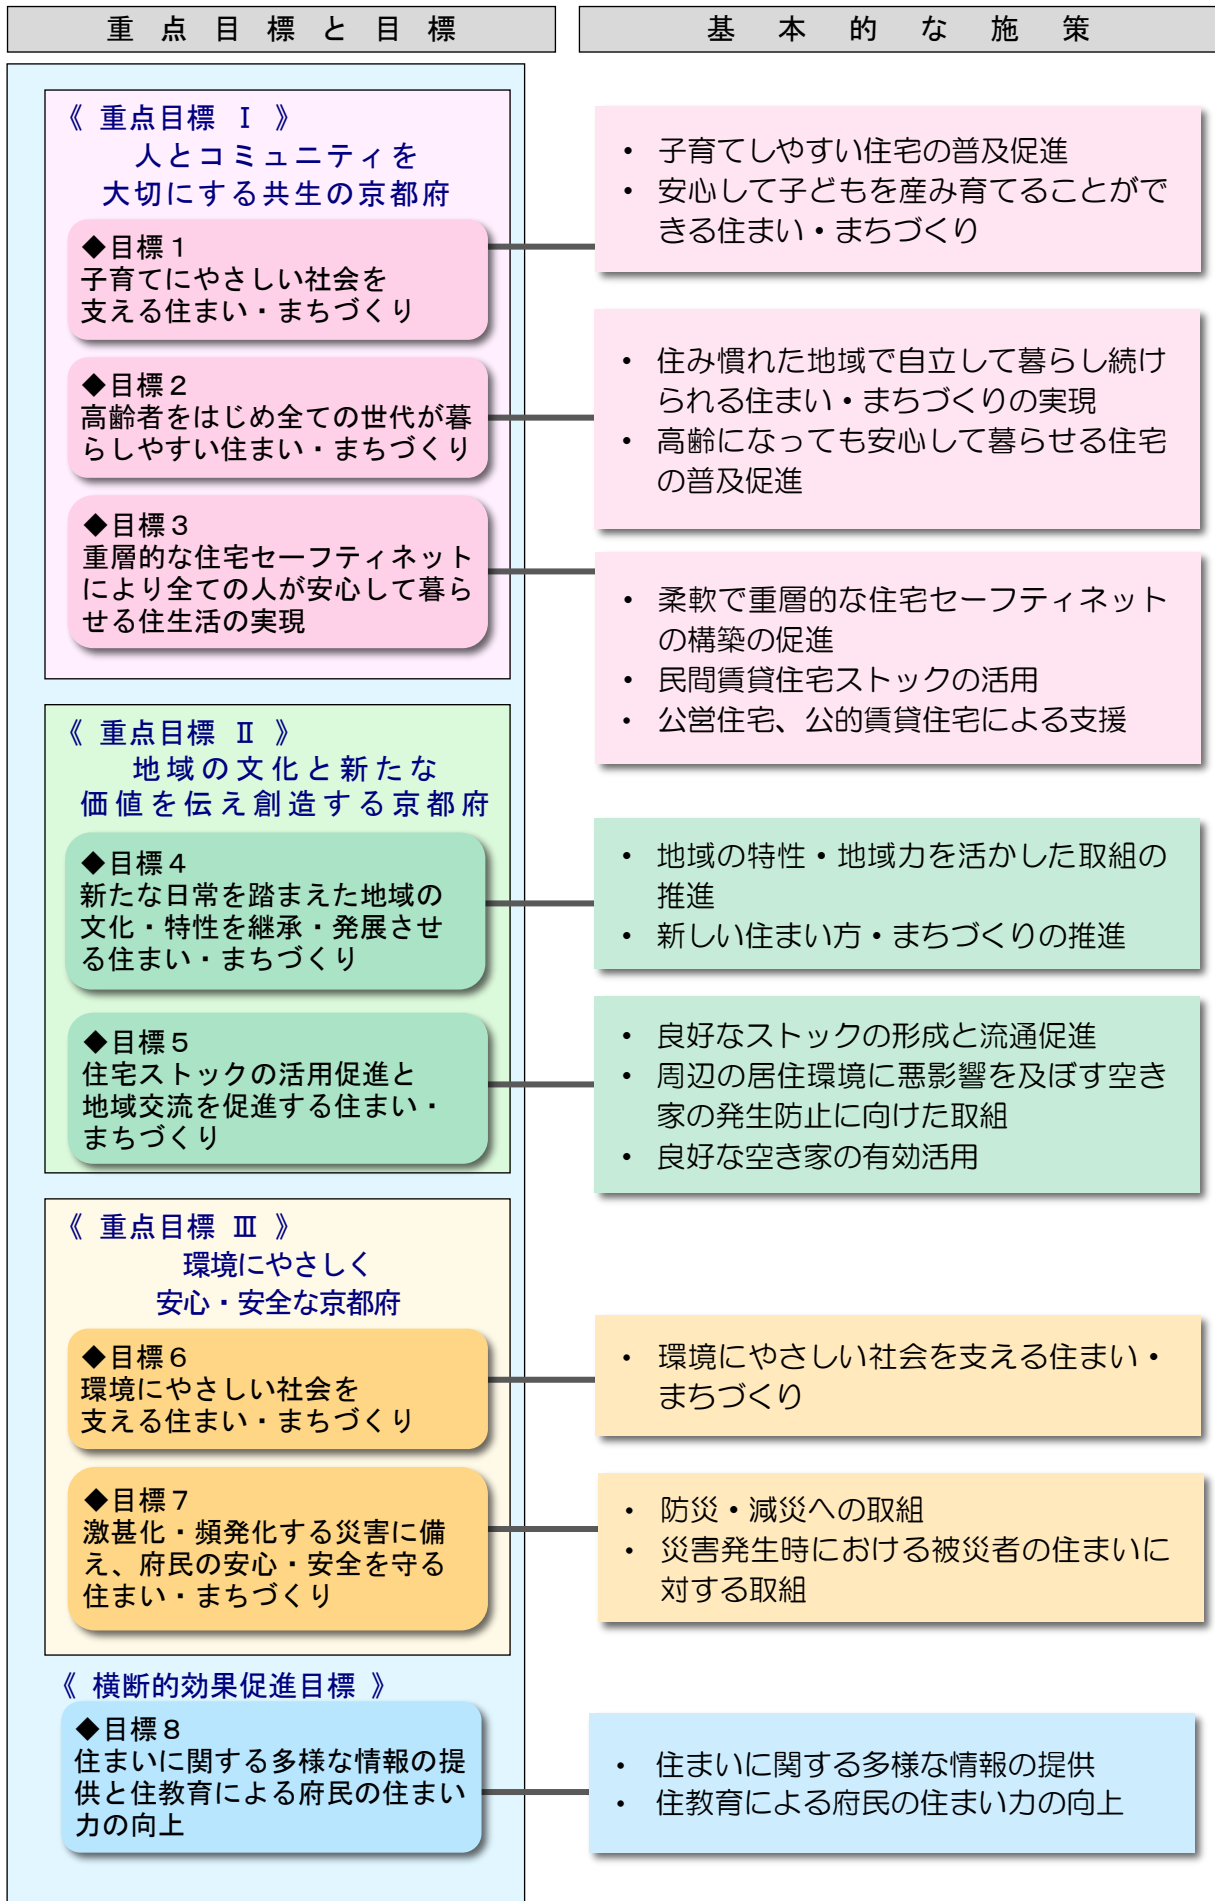 重点目標と目標
基本的な施策
《 重点目標 Ⅰ 》
人とコミュニティを
大切にする共生の京都府
◆目標１
子育てにやさしい社会を
支える住まい・まちづくり
・ 子育てしやすい住宅の普及促進
・ 安心して子どもを産み育てることがで
きる住まい・まちづくり
◆目標２
高齢者をはじめ全ての世代が暮
らしやすい住まい・まちづくり
・ 住み慣れた地域で自立して暮らし続け
られる住まい・まちづくりの実現
・ 高齢になっても安心して暮らせる住宅
の普及促進
◆目標３
重層的な住宅セーフティネット
により全ての人が安心して暮ら
せる住生活の実現
・ 柔軟で重層的な住宅セーフティネット
の構築の促進
・ 民間賃貸住宅ストックの活用
・ 公営住宅、公的賃貸住宅による支援
《 重点目標 Ⅱ 》
地域の文化と新たな
価値を伝え創造する京都府
◆目標４
新たな日常を踏まえた地域の
文化・特性を継承・発展させ
る住まい・まちづくり
・ 地域の特性・地域力を活かした取組の
推進
・ 新しい住まい方・まちづくりの推進
◆目標５
住宅ストックの活用促進と
地域交流を促進する住まい・
まちづくり
・ 良好なストックの形成と流通促進
・ 周辺の居住環境に悪影響を及ぼす空き
家の発生防止に向けた取組
・ 良好な空き家の有効活用
《 重点目標 Ⅲ 》
環境にやさしく
安心・安全な京都府
◆目標６
環境にやさしい社会を
支える住まい・まちづくり
・ 環境にやさしい社会を支える住まい・
まちづくり
◆目標７
激甚化・頻発化する災害に備
え、府民の安心・安全を守る
住まい・まちづくり
・ 防災・減災への取組
・ 災害発生時における被災者の住まいに
対する取組
《 横断的効果促進目標 》
◆目標８
住まいに関する多様な情報の提
供と住教育による府民の住まい
力の向上
・ 住まいに関する多様な情報の提供
・ 住教育による府民の住まい力の向上